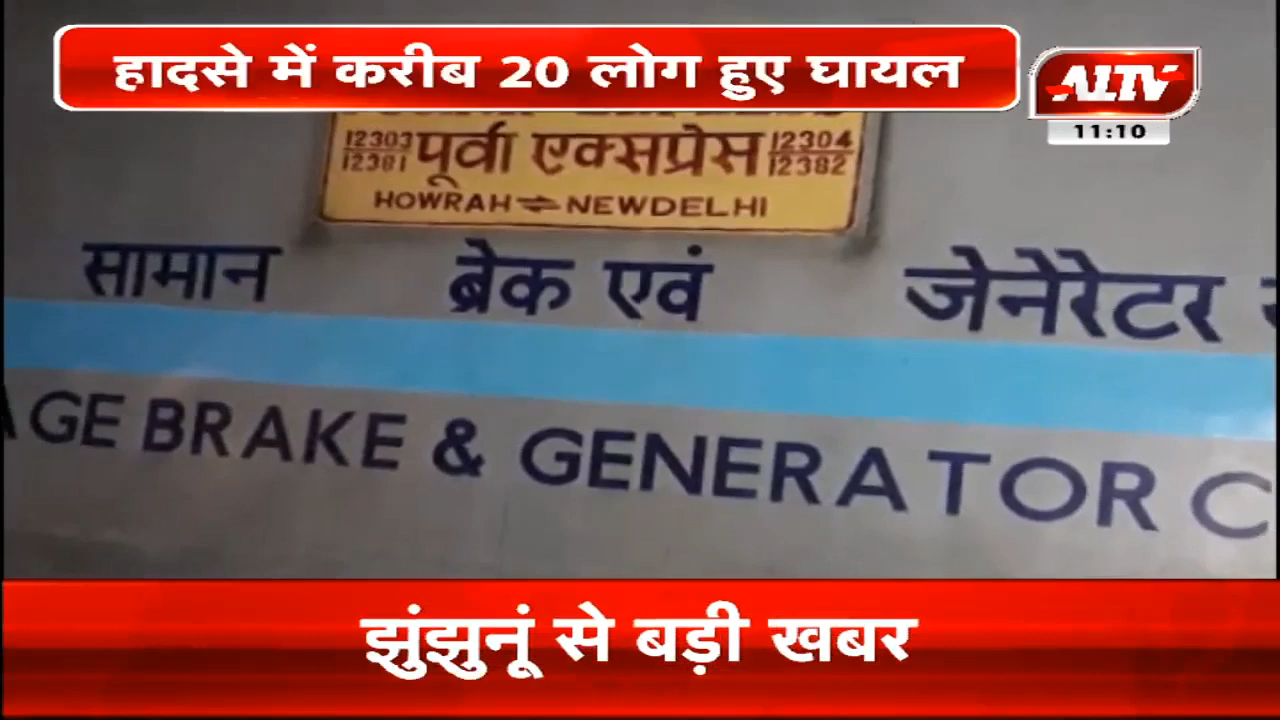 हादसे में करीब 20 लोग हुए घायल
ALTV
11:10
12303 पूर्वा एक्सप्रेस 12304
12381 12382
HOWRAH ⇌ NEWDELHI
सामान ब्रेक एवं जेनेरेटर
AGE BRAKE & GENERATOR C
झुंझुनूं से बड़ी खबर